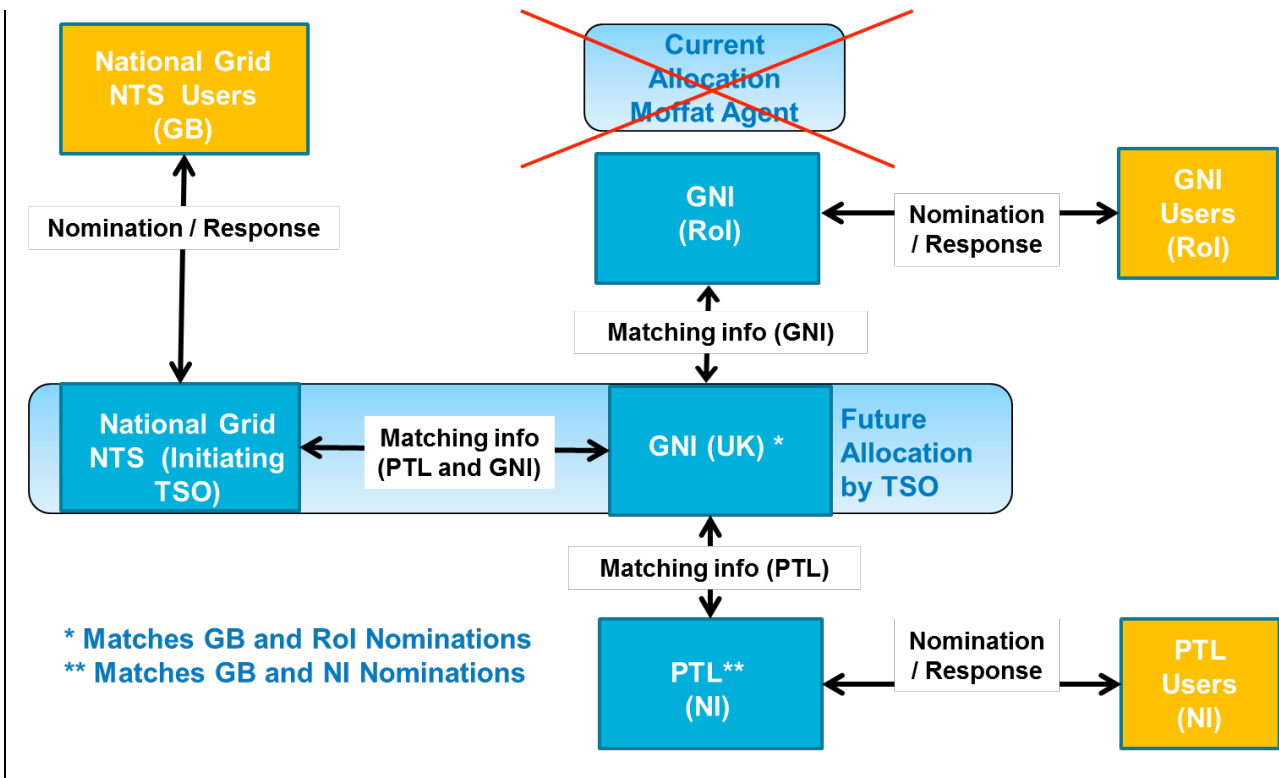 National Grid
NTS Users
(GB)
Current
Allocation
Moffat Agent
GNI
(RoI)
Nomination
/ Response
GNI
Users
(RoI)
Nomination / Response
Matching info (GNI)
National Grid
NTS (Initiating
TSO)
Matching info
(PTL and GNI)
GNI (UK) *
Future
Allocation
by TSO
Matching info (PTL)
* Matches GB and RoI Nominations
** Matches GB and NI Nominations
PTL**
(NI)
Nomination
/ Response
PTL
Users
(NI)